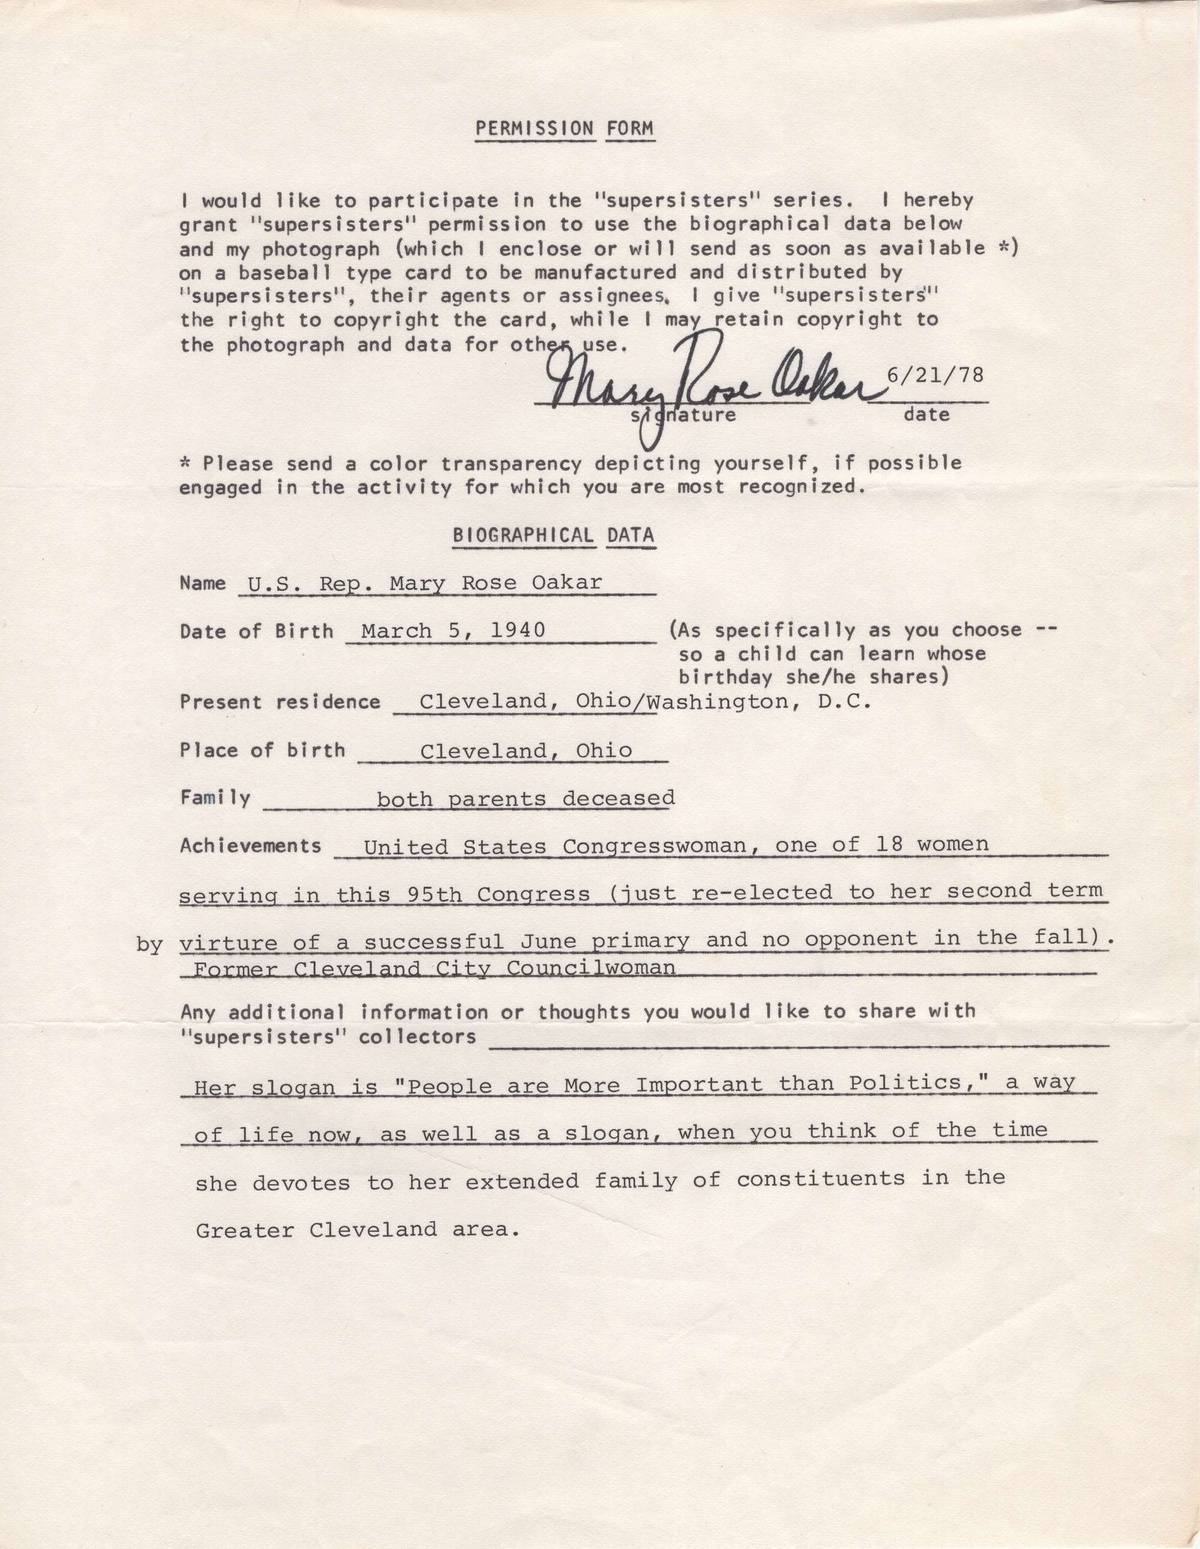 PERMISSION FORM
I would like to participate in the "supersisters" series. I hereby
grant "supersisters" permission to use the biographical data below
and my photograph (which I enclose or will send as soon as available *)
on a baseball type card to be manufactured and distributed by
"supersisters", their agents or assignees. I give "supersisters"
the right to copyright the card, while I may retain copyright to
the photograph and data for other use.
Mary Rose Oakar 6/21/78
signature date
* Please send a color transparency depicting yourself, if possible
engaged in the activity for which you are most recognized.
BIOGRAPHICAL DATA
Name U.S. Rep. Mary Rose Oakar
Date of Birth March 5, 1940 (As specifically as you choose --
so a child can learn whose
birthday she/he shares)
Present residence Cleveland, Ohio/Washington, D.C.
Place of birth Cleveland, Ohio
Family both parents deceased
Achievements United States Congresswoman, one of 18 women
serving in this 95th Congress (just re-elected to her second term
by virture of a successful June primary and no opponent in the fall).
Former Cleveland City Councilwoman
Any additional information or thoughts you would like to share with
"supersisters" collectors
Her slogan is "People are More Important than Politics," a way
of life now, as well as a slogan, when you think of the time
she devotes to her extended family of constituents in the
Greater Cleveland area.